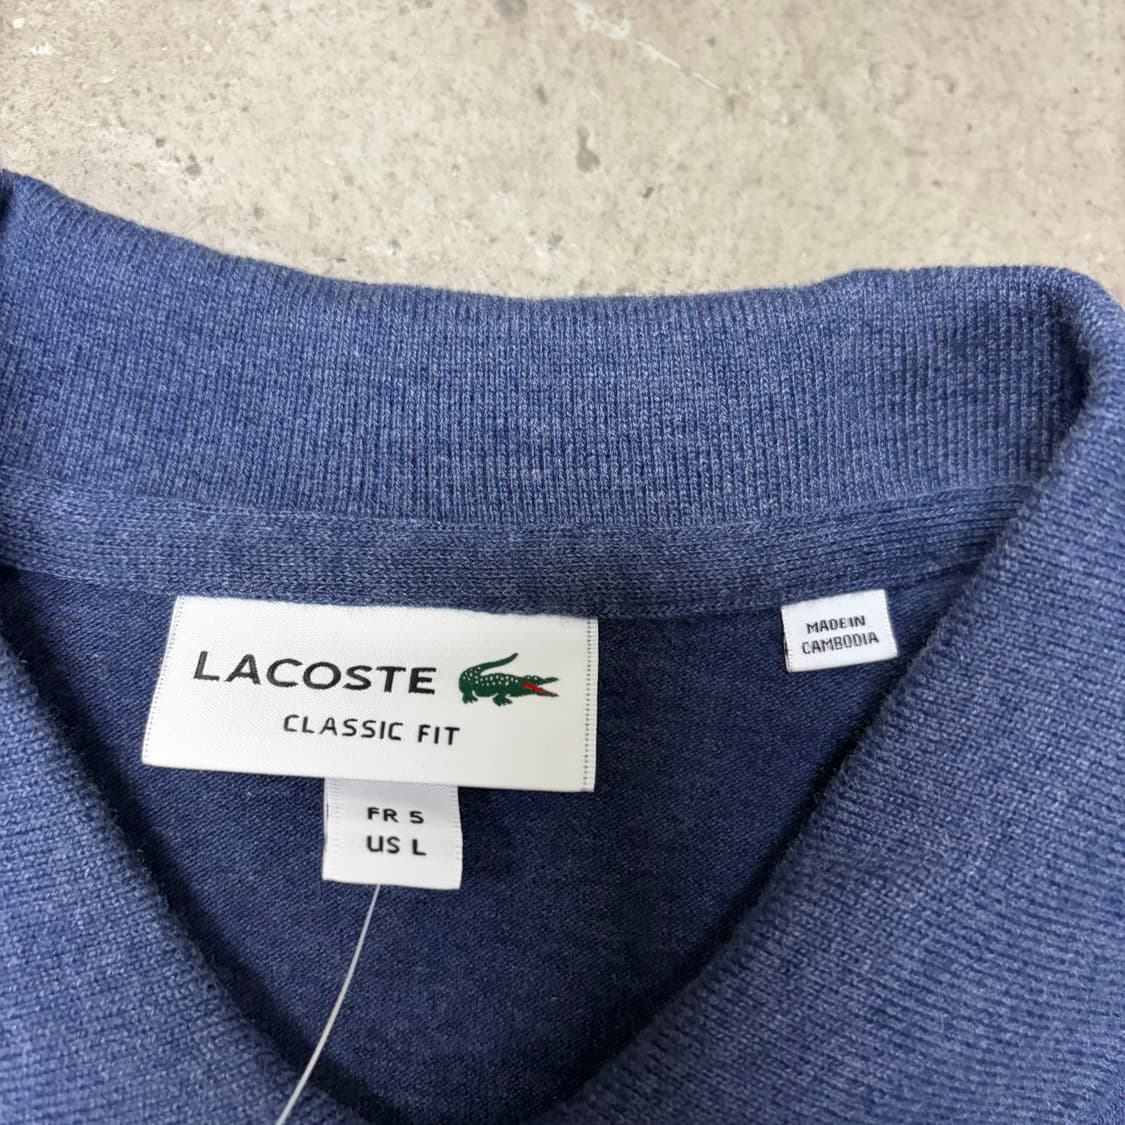 LACOSTE
CLASSIC FIT
FR 5
US L
MADE IN
CAMBODIA